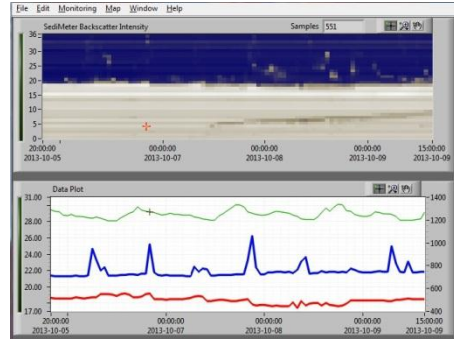 File Edit Monitoring Map Window Help
SediMeter Backscatter Intensity Samples 551
36
30
25
20
15
10
5
0
20:00:00 00:00:00 00:00:00 00:00:00 15:00:00
2013-10-05 2013-10-07 2013-10-08 2013-10-09 2013-10-09
Data Plot
31.00 1400
28.00 1200
26.00
24.00 1000
22.00 800
20.00 600
17.00 400
20:00:00 00:00:00 00:00:00 00:00:00 15:00:00
2013-10-05 2013-10-07 2013-10-08 2013-10-09 2013-10-09